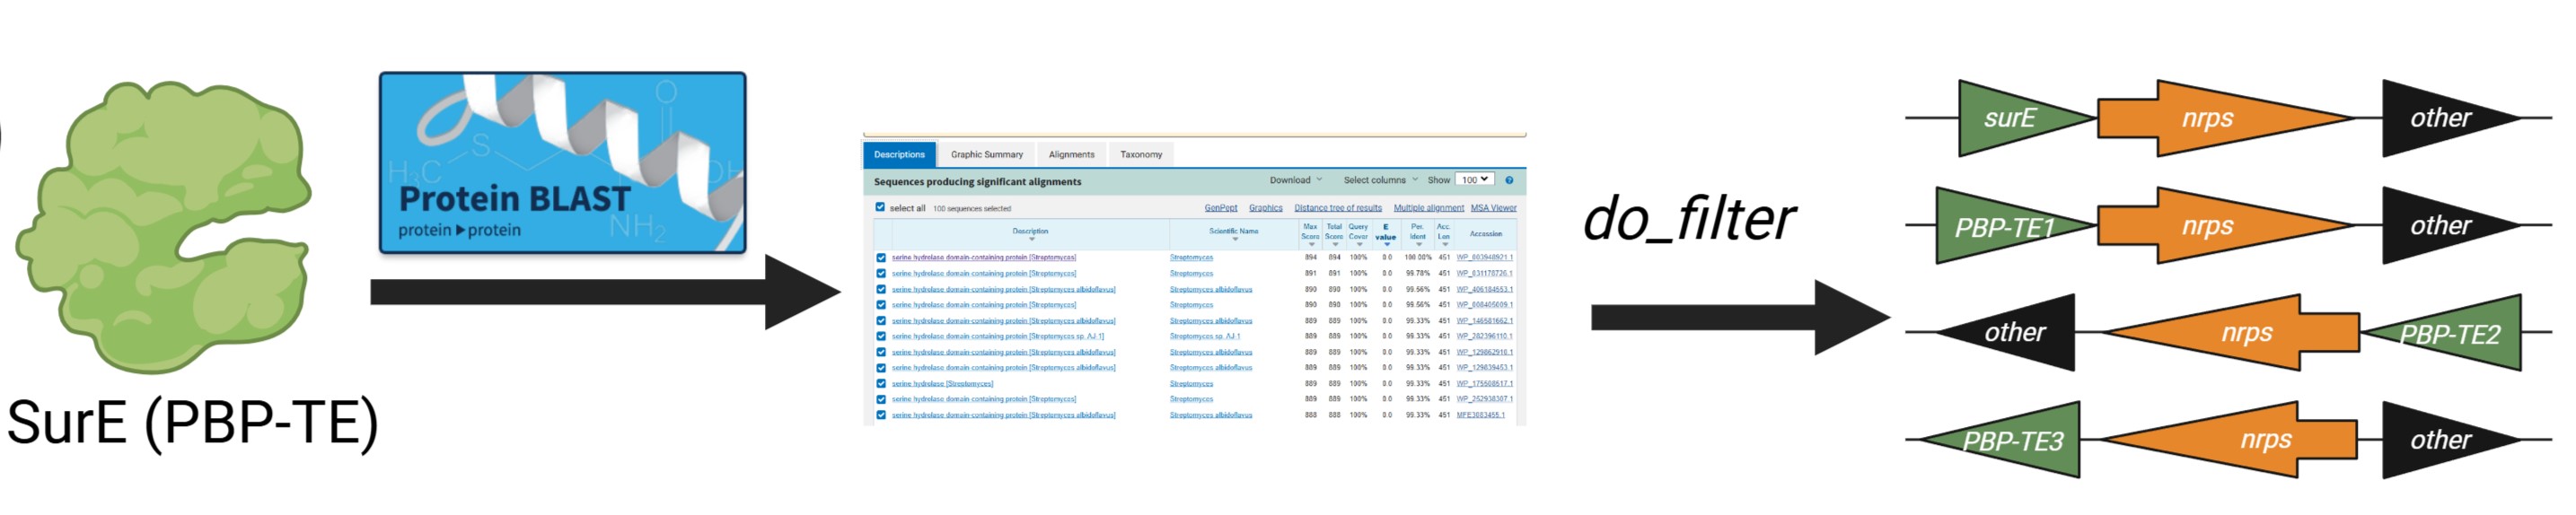 SurE (PBP-TE)
H₃C
S
O
OH
NH₂
Protein BLAST
protein ▶ protein
Descriptions Graphic Summary Alignments Taxonomy
Sequences producing significant alignments Download Select columns Show 100
select all 100 sequences selected GenPept Graphics Distance tree of results Multiple alignment MSA Viewer
Description Scientific Name Max Score Total Score Query Cover E value Per. Ident Acc. Len Accession
serine hydrolase domain-containing protein [Streptomyces] Streptomyces 894 894 100% 0.0 100.00% 451 WP_003948921.1
serine hydrolase domain-containing protein [Streptomyces] Streptomyces 891 891 100% 0.0 99.78% 451 WP_031178726.1
serine hydrolase domain-containing protein [Streptomyces albidoflavus] Streptomyces albidoflavus 890 890 100% 0.0 99.56% 451 WP_406184553.1
serine hydrolase domain-containing protein [Streptomyces] Streptomyces 890 890 100% 0.0 99.56% 451 WP_008405009.1
serine hydrolase domain-containing protein [Streptomyces albidoflavus] Streptomyces albidoflavus 889 889 100% 0.0 99.33% 451 WP_146581662.1
serine hydrolase domain-containing protein [Streptomyces sp. AJ-1] Streptomyces sp. AJ-1 889 889 100% 0.0 99.33% 451 WP_282396110.1
serine hydrolase domain-containing protein [Streptomyces albidoflavus] Streptomyces albidoflavus 889 889 100% 0.0 99.33% 451 WP_129862918.1
serine hydrolase domain-containing protein [Streptomyces albidoflavus] Streptomyces albidoflavus 889 889 100% 0.0 99.33% 451 WP_129839453.1
serine hydrolase [Streptomyces] Streptomyces 889 889 100% 0.0 99.33% 451 WP_175508517.1
serine hydrolase domain-containing protein [Streptomyces] Streptomyces 889 889 100% 0.0 99.33% 451 WP_252938307.1
serine hydrolase domain-containing protein [Streptomyces albidoflavus] Streptomyces albidoflavus 888 888 100% 0.0 99.33% 451 MFE3083455.1
do_filter
surE nrps other
PBP-TE1 nrps other
other nrps PBP-TE2
PBP-TE3 nrps other